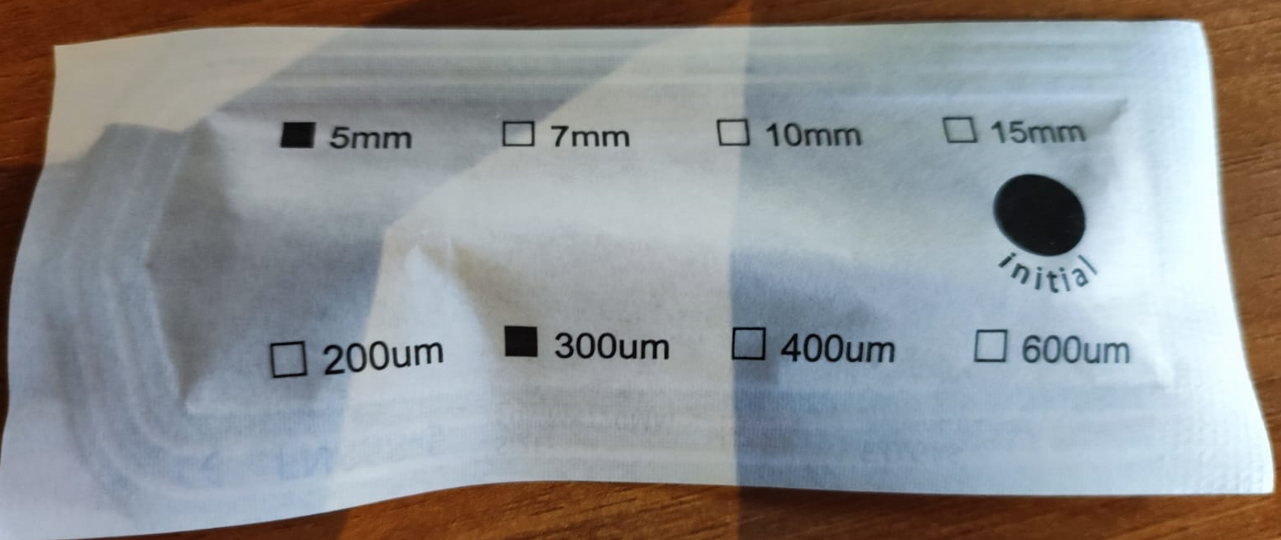 ■ 5mm □ 7mm □ 10mm □ 15mm
initial
□ 200um ■ 300um □ 400um □ 600um